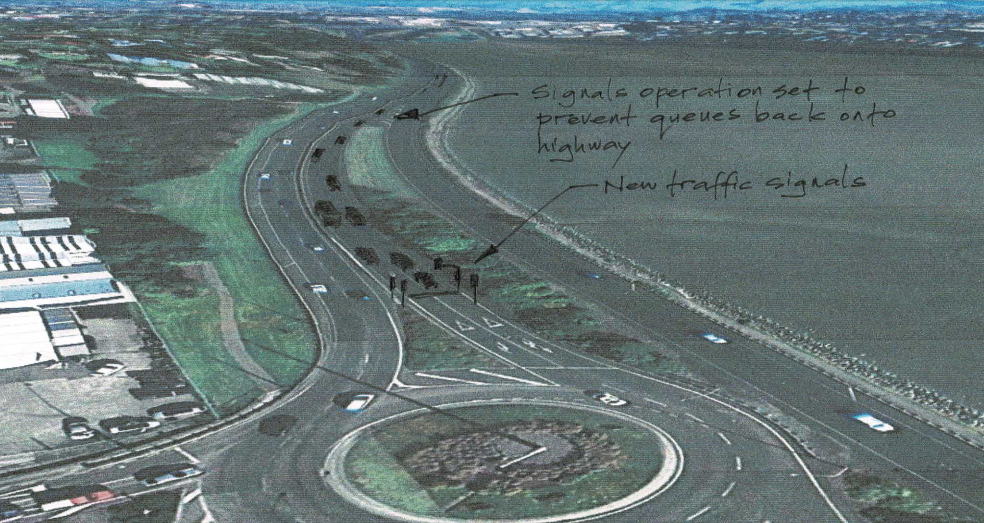 Signals operation set to
prevent queues back onto
highway
New traffic signals